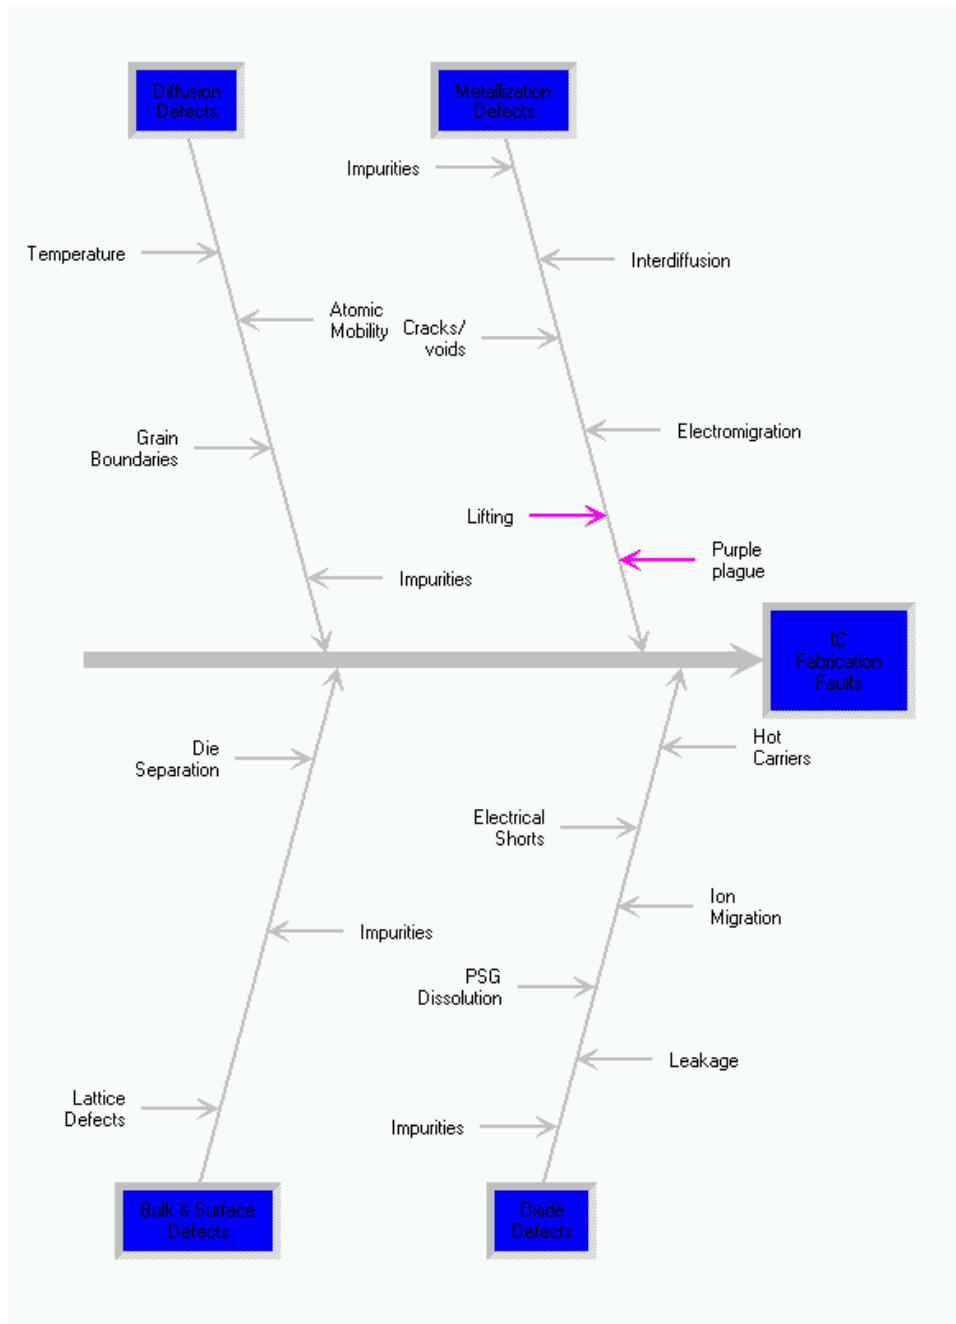 Diffusion
Defects
Metallization
Defects
Impurities
Temperature
Interdiffusion
Atomic
Mobility
Cracks/
voids
Grain
Boundaries
Electromigration
Lifting
Purple
plague
Impurities
IC
Fabrication
Faults
Die
Separation
Hot
Carriers
Electrical
Shorts
Ion
Migration
Impurities
PSG
Dissolution
Leakage
Lattice
Defects
Impurities
Bulk & Surface
Defects
Oxide
Defects